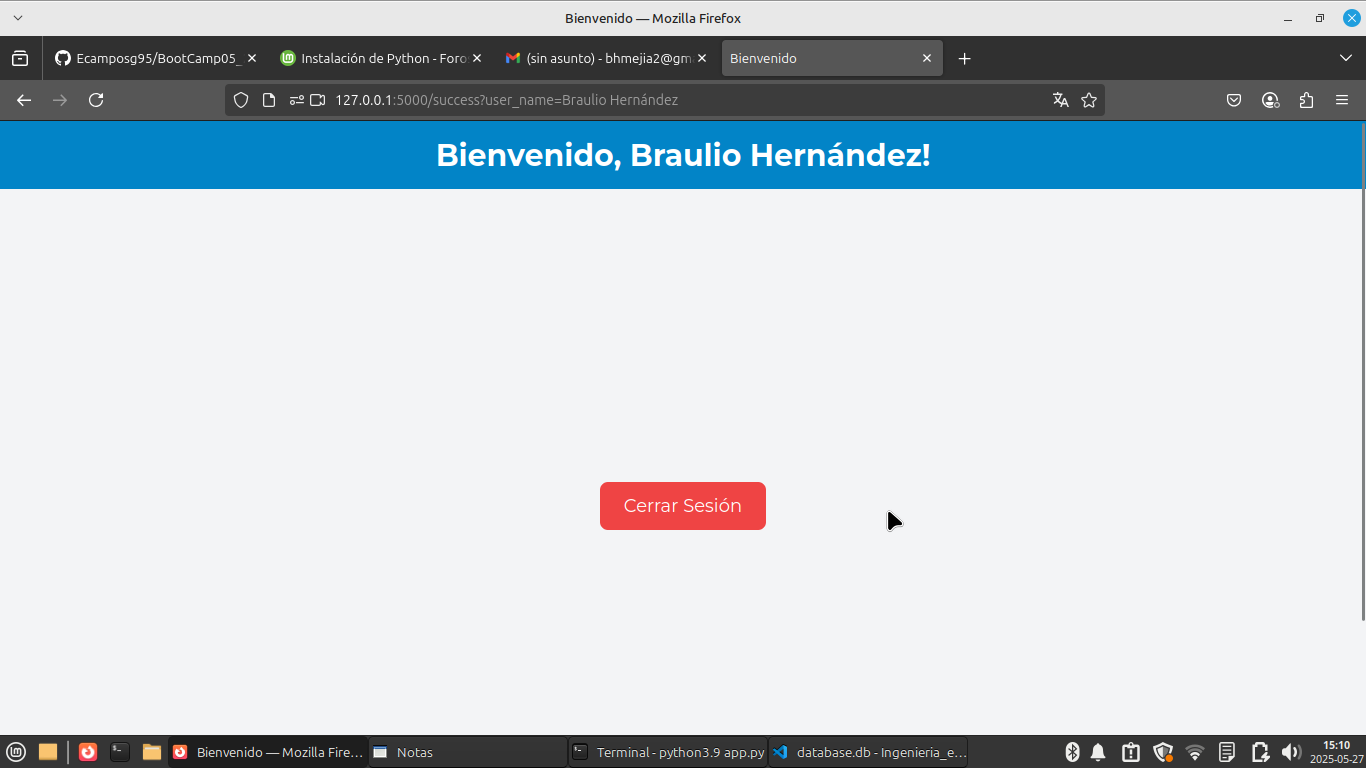 Bienvenido — Mozilla Firefox
Ecamposg95/BootCamp05_
Instalación de Python - Foro
(sin asunto) - bhmejia2@gm
Bienvenido
127.0.0.1:5000/success?user_name=Braulio Hernández
Bienvenido, Braulio Hernández!
Cerrar Sesión
Bienvenido — Mozilla Fire...
Notas
Terminal - python3.9 app.py
database.db - Ingenieria_e...
15:10
2025-05-27